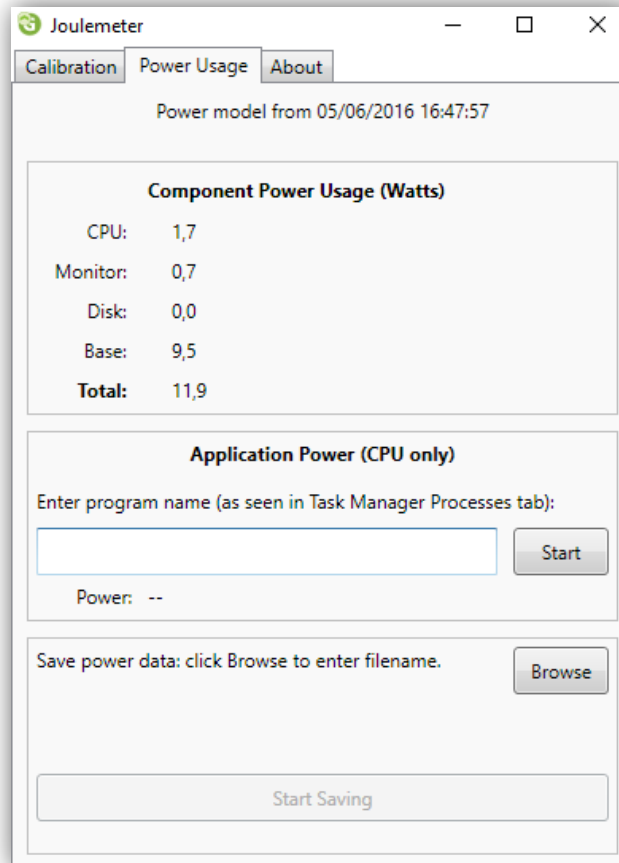 Joulemeter
Calibration Power Usage About
Power model from 05/06/2016 16:47:57
Component Power Usage (Watts)
CPU: 1,7
Monitor: 0,7
Disk: 0,0
Base: 9,5
Total: 11,9
Application Power (CPU only)
Enter program name (as seen in Task Manager Processes tab):
Start
Power: --
Save power data: click Browse to enter filename.
Browse
Start Saving